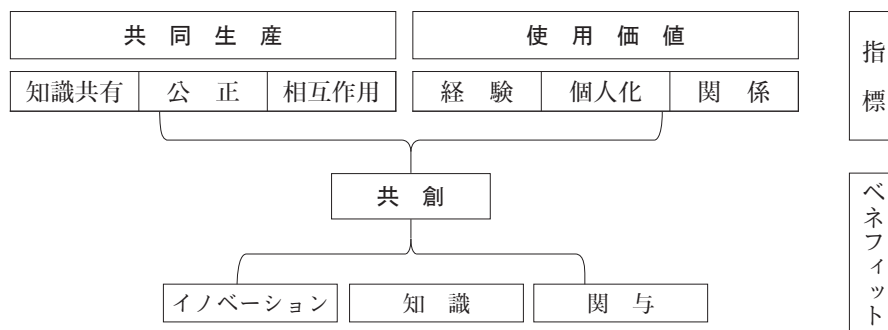 共同生産
使用価値
知識共有
公正
相互作用
経験
個人化
関係
指標
共創
ベネフィット
イノベーション
知識
関与